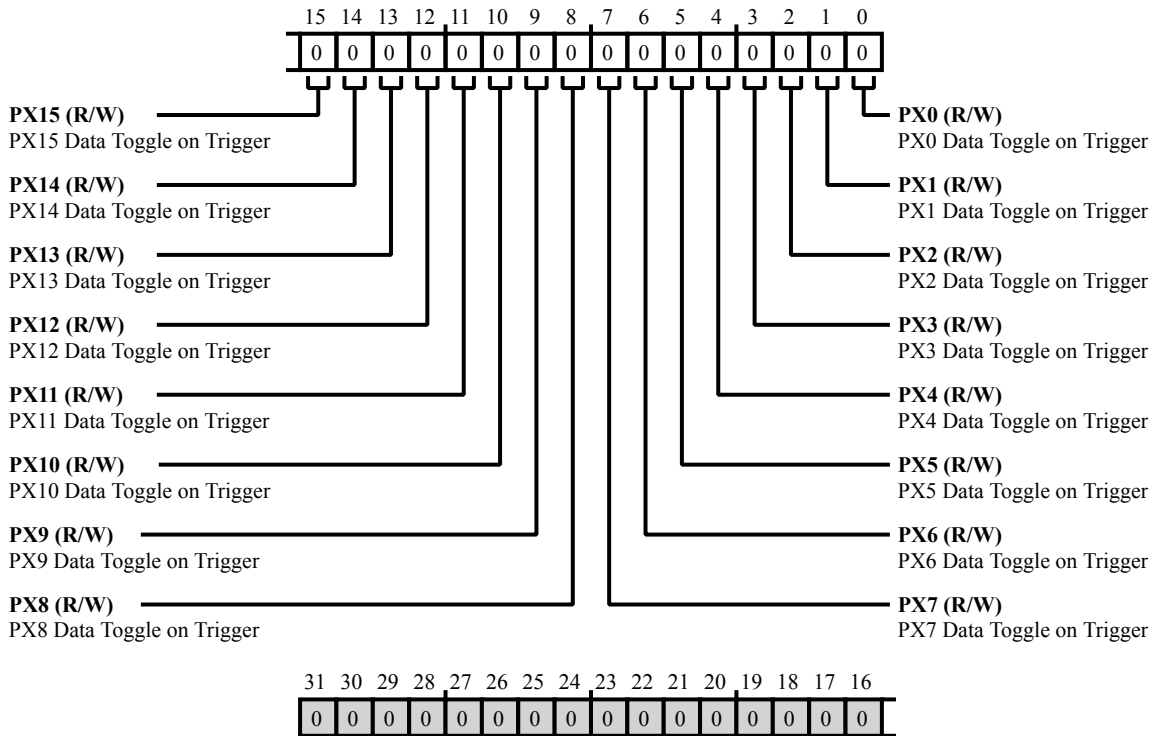 15 14 13 12 11 10 9 8 7 6 5 4 3 2 1 0
0 0 0 0 0 0 0 0 0 0 0 0 0 0 0 0
PX15 (R/W)
PX15 Data Toggle on Trigger
PX14 (R/W)
PX14 Data Toggle on Trigger
PX13 (R/W)
PX13 Data Toggle on Trigger
PX12 (R/W)
PX12 Data Toggle on Trigger
PX11 (R/W)
PX11 Data Toggle on Trigger
PX10 (R/W)
PX10 Data Toggle on Trigger
PX9 (R/W)
PX9 Data Toggle on Trigger
PX8 (R/W)
PX8 Data Toggle on Trigger
PX0 (R/W)
PX0 Data Toggle on Trigger
PX1 (R/W)
PX1 Data Toggle on Trigger
PX2 (R/W)
PX2 Data Toggle on Trigger
PX3 (R/W)
PX3 Data Toggle on Trigger
PX4 (R/W)
PX4 Data Toggle on Trigger
PX5 (R/W)
PX5 Data Toggle on Trigger
PX6 (R/W)
PX6 Data Toggle on Trigger
PX7 (R/W)
PX7 Data Toggle on Trigger
31 30 29 28 27 26 25 24 23 22 21 20 19 18 17 16
0 0 0 0 0 0 0 0 0 0 0 0 0 0 0 0